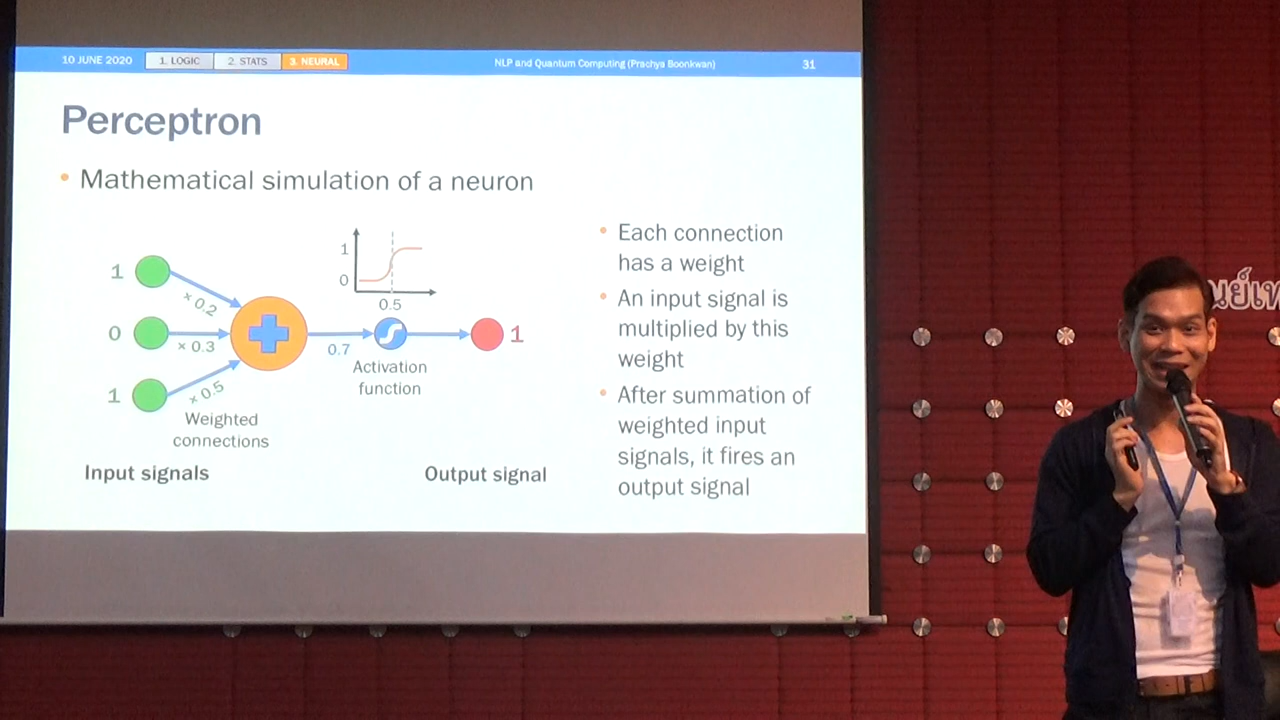 10 JUNE 2020
1. LOGIC
2. STATS
3. NEURAL
NLP and Quantum Computing (Prachya Boonkwan)
31
Perceptron
• Mathematical simulation of a neuron
1
0
0.5
1
× 0.2
0
× 0.3
1
× 0.5
0.7
1
Activation
function
Weighted
connections
Input signals
Output signal
• Each connection
has a weight
• An input signal is
multiplied by this
weight
• After summation of
weighted input
signals, it fires an
output signal